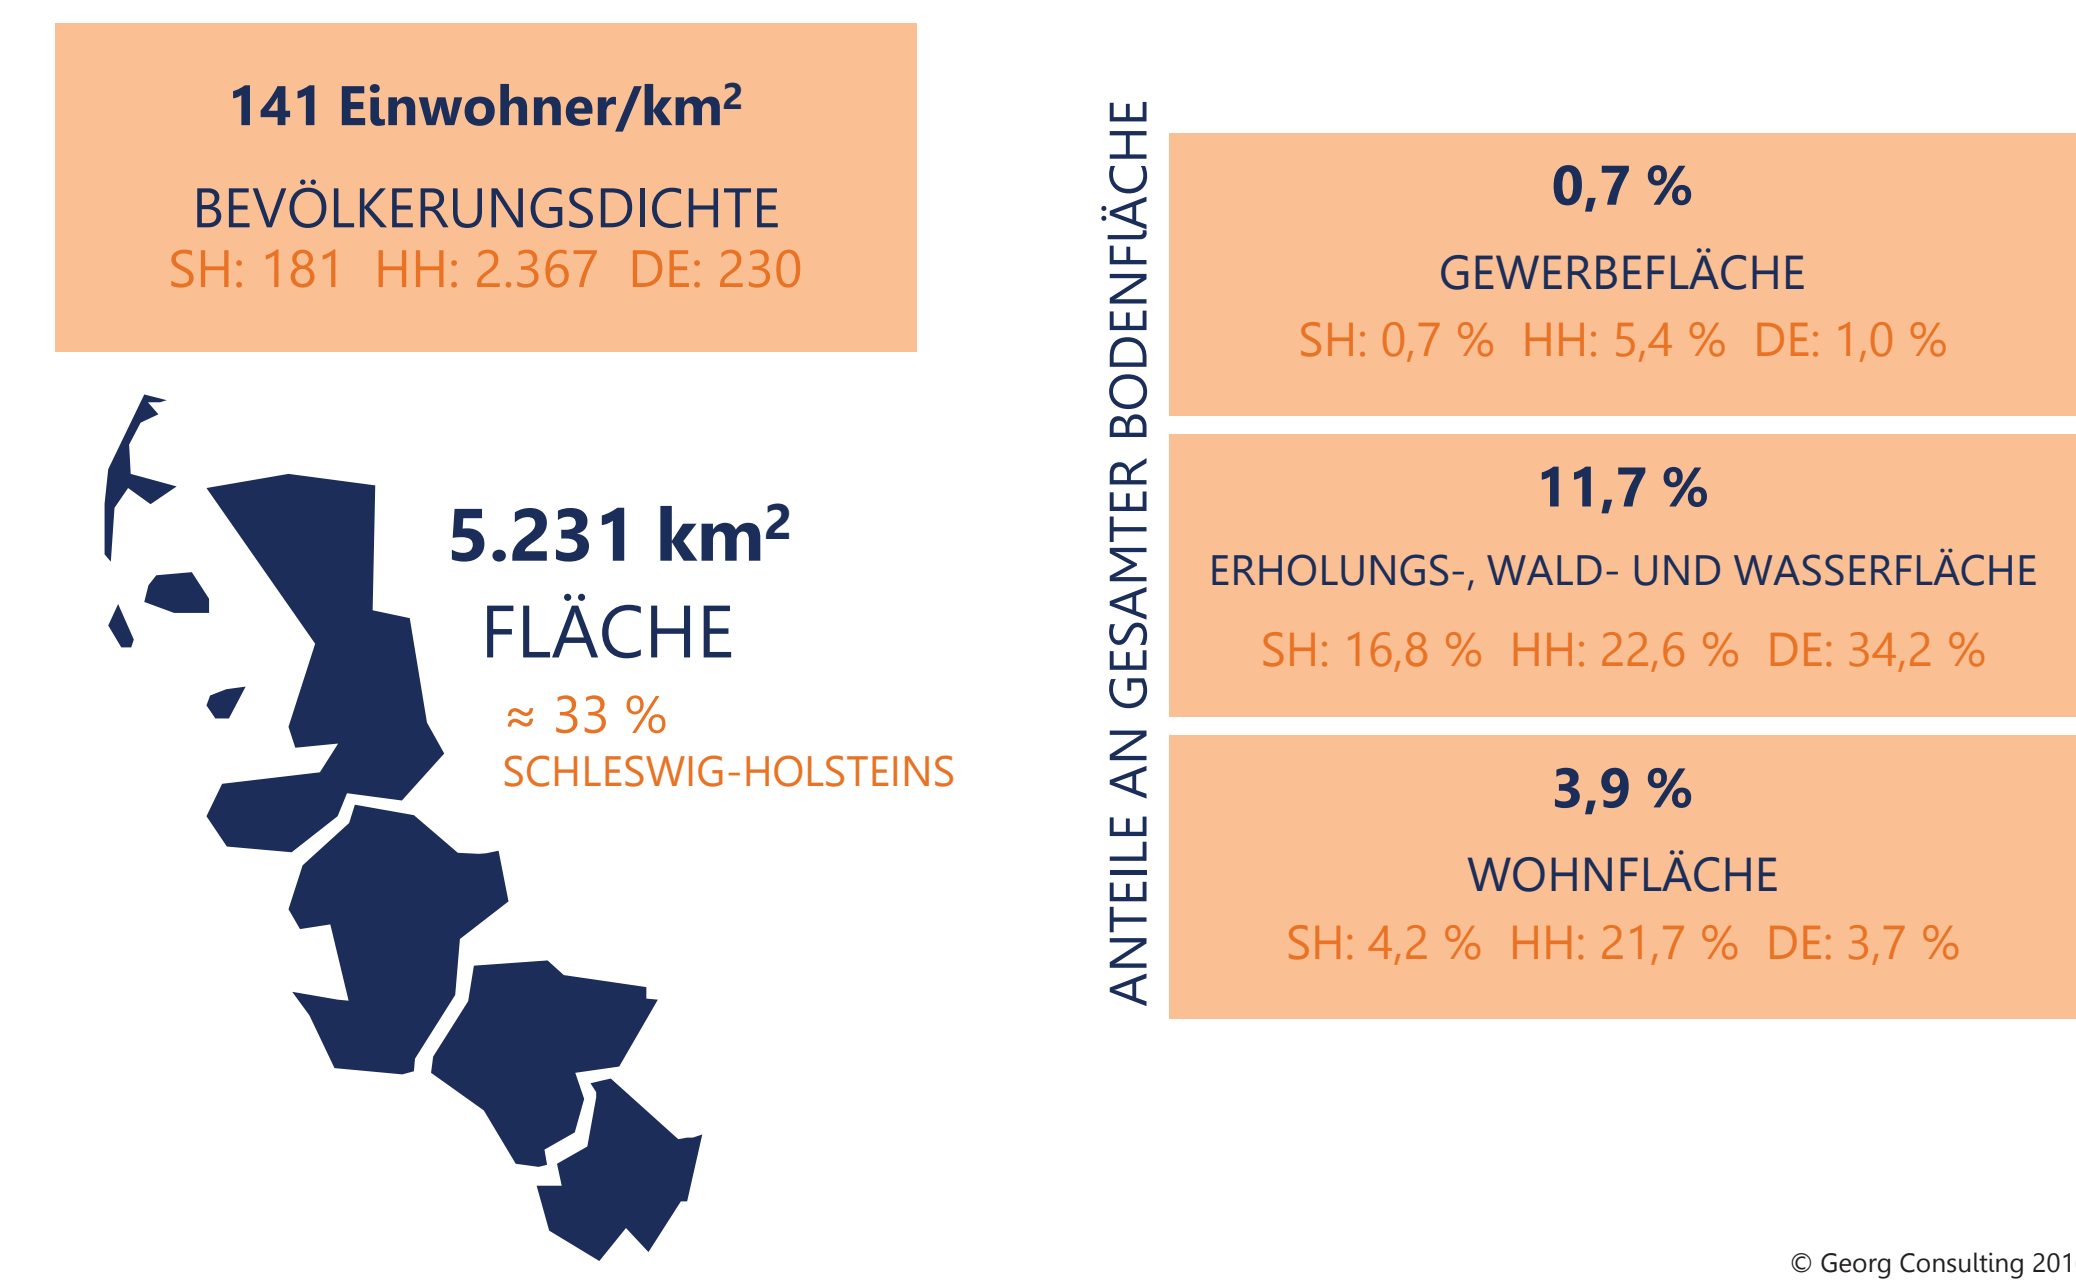 141 Einwohner/km²
BEVÖLKERUNGSDICHTE
SH: 181 HH: 2.367 DE: 230
5.231 km²
FLÄCHE
≈ 33 %
SCHLESWIG-HOLSTEINS
ANTEILE AN GESAMTER BODENFLÄCHE
0,7 %
GEWERBEFLÄCHE
SH: 0,7 % HH: 5,4 % DE: 1,0 %
11,7 %
ERHOLUNGS-, WALD- UND WASSERFLÄCHE
SH: 16,8 % HH: 22,6 % DE: 34,2 %
3,9 %
WOHNFLÄCHE
SH: 4,2 % HH: 21,7 % DE: 3,7 %
© Georg Consulting